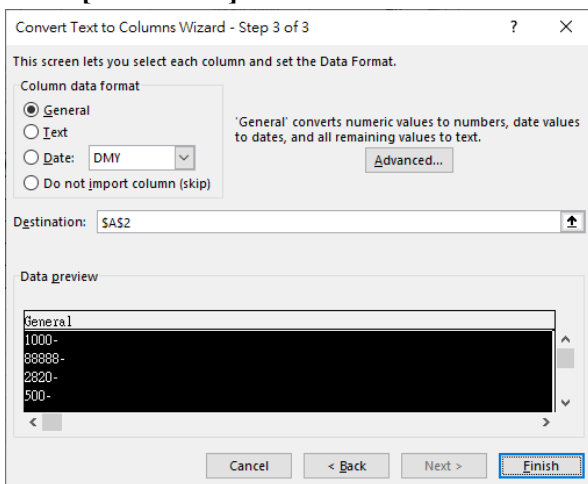 Convert Text to Columns Wizard - Step 3 of 3 ? ×
This screen lets you select each column and set the Data Format.
Column data format
General
Text
Date: DMY
Do not import column (skip)
'General' converts numeric values to numbers, date values
to dates, and all remaining values to text.
Advanced...
Destination: $A$2
Data preview
General
1000-
88888-
2820-
500-
Cancel < Back Next > Finish